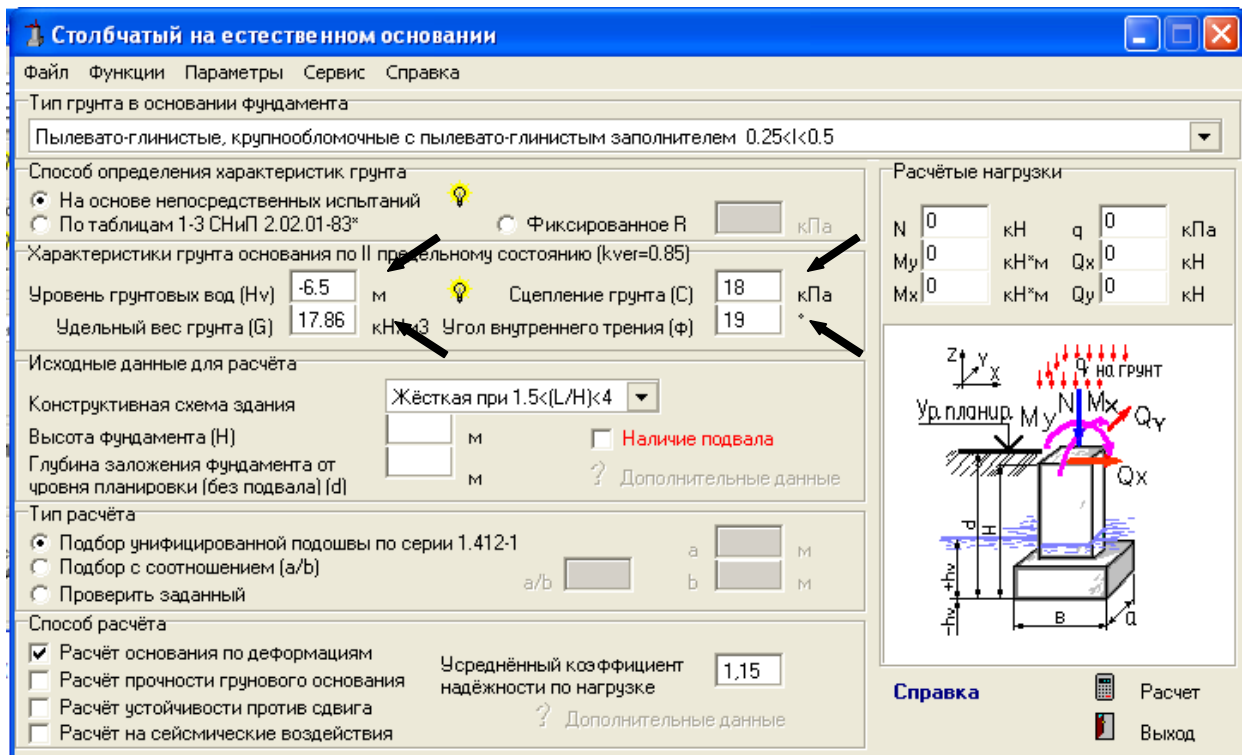 Столбчатый на естественном основании
Файл Функции Параметры Сервис Справка
Тип грунта в основании фундамента
Пылевато-глинистые, крупнообломочные с пылевато-глинистым заполнителем 0.25<I<0.5
Способ определения характеристик грунта
На основе непосредственных испытаний
По таблицам 1-3 СНиП 2.02.01-83* Фиксированное R кПа
Характеристики грунта основания по II предельному состоянию (kver=0.85)
Уровень грунтовых вод (Hv) -6.5 м Сцепление грунта (C) 18 кПа
Удельный вес грунта (G) 17.86 кН/м3 Угол внутреннего трения (φ) 19 °
Исходные данные для расчёта
Конструктивная схема здания Жёсткая при 1.5<(L/H)<4
Высота фундамента (H) м Наличие подвала
Глубина заложения фундамента от
уровня планировки (без подвала) (d) м ? Дополнительные данные
Тип расчёта
Подбор унифицированной подошвы по серии 1.412-1 a м
Подбор с соотношением (a/b) a/b b м
Проверить заданный
Способ расчёта
Расчёт основания по деформациям
Расчёт прочности грунового основания
Расчёт устойчивости против сдвига
Расчёт на сейсмические воздействия
Усреднённый коэффициент
надёжности по нагрузке 1,15
? Дополнительные данные
Расчётые нагрузки
N 0 кН q 0 кПа
My 0 кН*м Qx 0 кН
Mx 0 кН*м Qy 0 кН
Z Y X
q на грунт
Ур. планир. My N Mx Qy
Qx
d H
+hv
-hv
B a
Справка Расчет
Выход